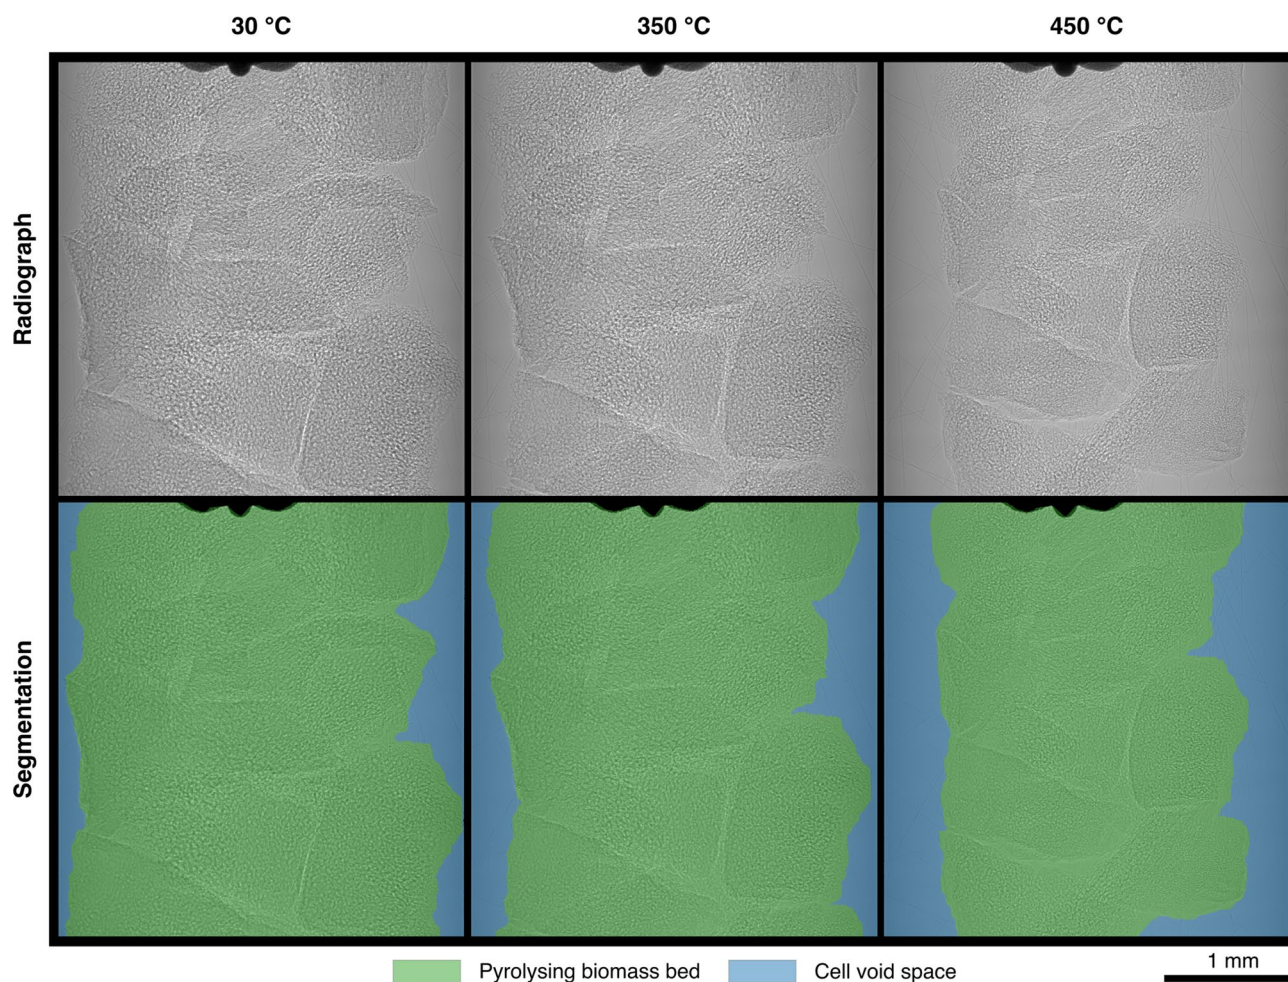 30 °C 350 °C 450 °C
Radiograph
Segmentation
Pyrolysing biomass bed Cell void space 1 mm